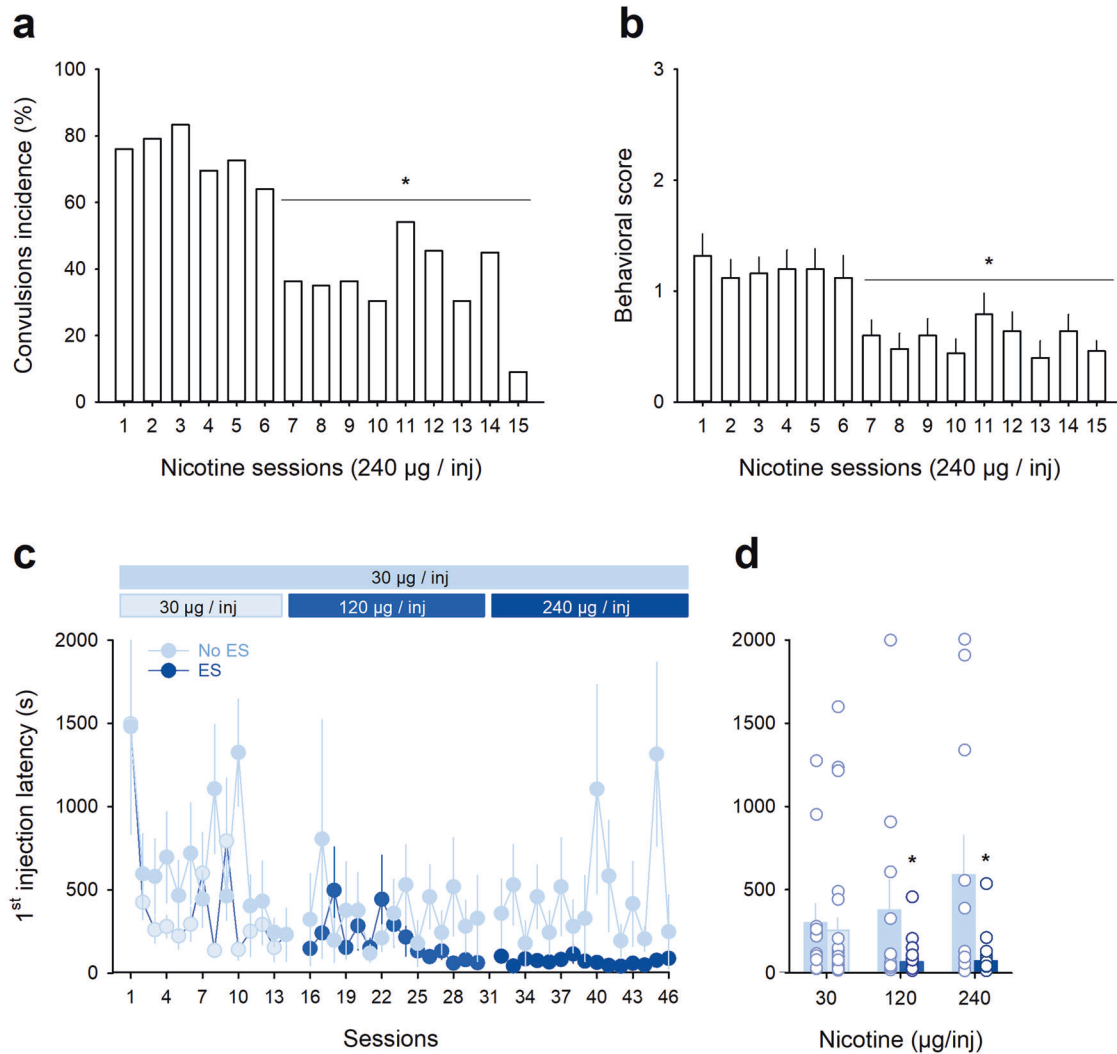 a
100
80
60
40
20
0
Convulsions incidence (%)
*
1 2 3 4 5 6 7 8 9 10 11 12 13 14 15
Nicotine sessions (240 µg / inj)
b
3
2
1
0
Behavioral score
*
1 2 3 4 5 6 7 8 9 10 11 12 13 14 15
Nicotine sessions (240 µg / inj)
c
30 µg / inj
30 µg / inj 120 µg / inj 240 µg / inj
No ES
ES
2000
1500
1000
500
0
1st injection latency (s)
1 4 7 10 13 16 19 22 25 28 31 34 37 40 43 46
Sessions
d
2000
1500
1000
500
0
* *
30 120 240
Nicotine (µg/inj)